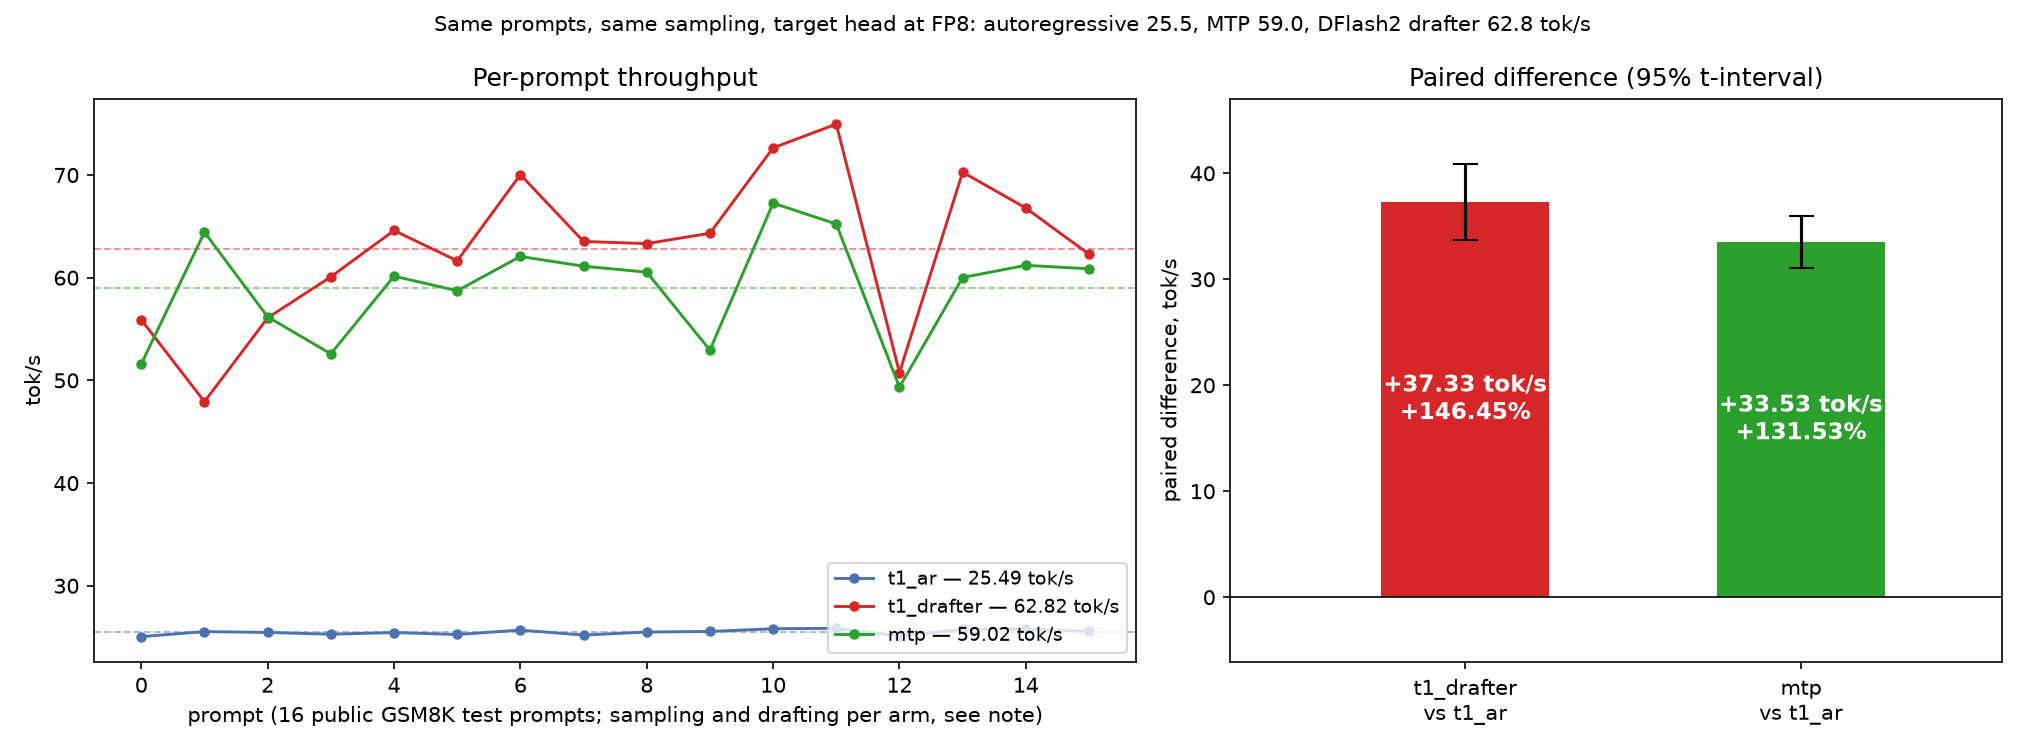 Same prompts, same sampling, target head at FP8: autoregressive 25.5, MTP 59.0, DFlash2 drafter 62.8 tok/s
Per-prompt throughput
tok/s
70
60
50
40
30
0
2
4
6
8
10
12
14
prompt (16 public GSM8K test prompts; sampling and drafting per arm, see note)
t1_ar — 25.49 tok/s
t1_drafter — 62.82 tok/s
mtp — 59.02 tok/s
Paired difference (95% t-interval)
paired difference, tok/s
40
30
20
10
0
+37.33 tok/s
+146.45%
+33.53 tok/s
+131.53%
t1_drafter
vs t1_ar
mtp
vs t1_ar